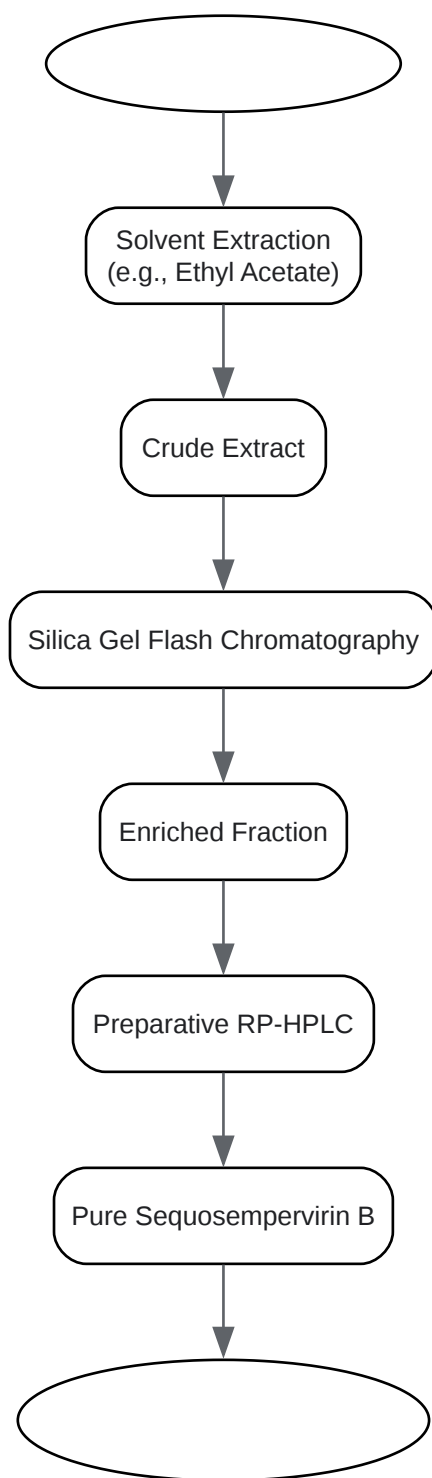 Solvent Extraction
(e.g., Ethyl Acetate)
Crude Extract
Silica Gel Flash Chromatography
Enriched Fraction
Preparative RP-HPLC
Pure Sequosempervirin B